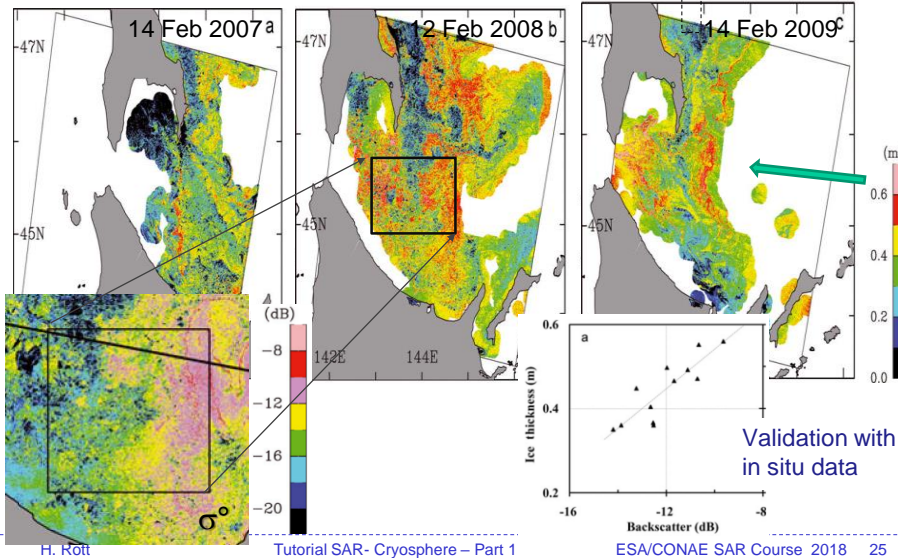 14 Feb 2007 a
12 Feb 2008 b
14 Feb 2009 c
47N
47N
47N
45N
45N
45N
(m
0.6
0.4
0.2
0.0
142E
144E
(dB)
-8
-12
-16
-20
σ°
a
0.6
0.4
0.2
Ice thickness (m)
-16
-12
-8
Backscatter (dB)
Validation with
in situ data
H. Rott
Tutorial SAR- Cryosphere – Part 1
ESA/CONAE SAR Course 2018
25